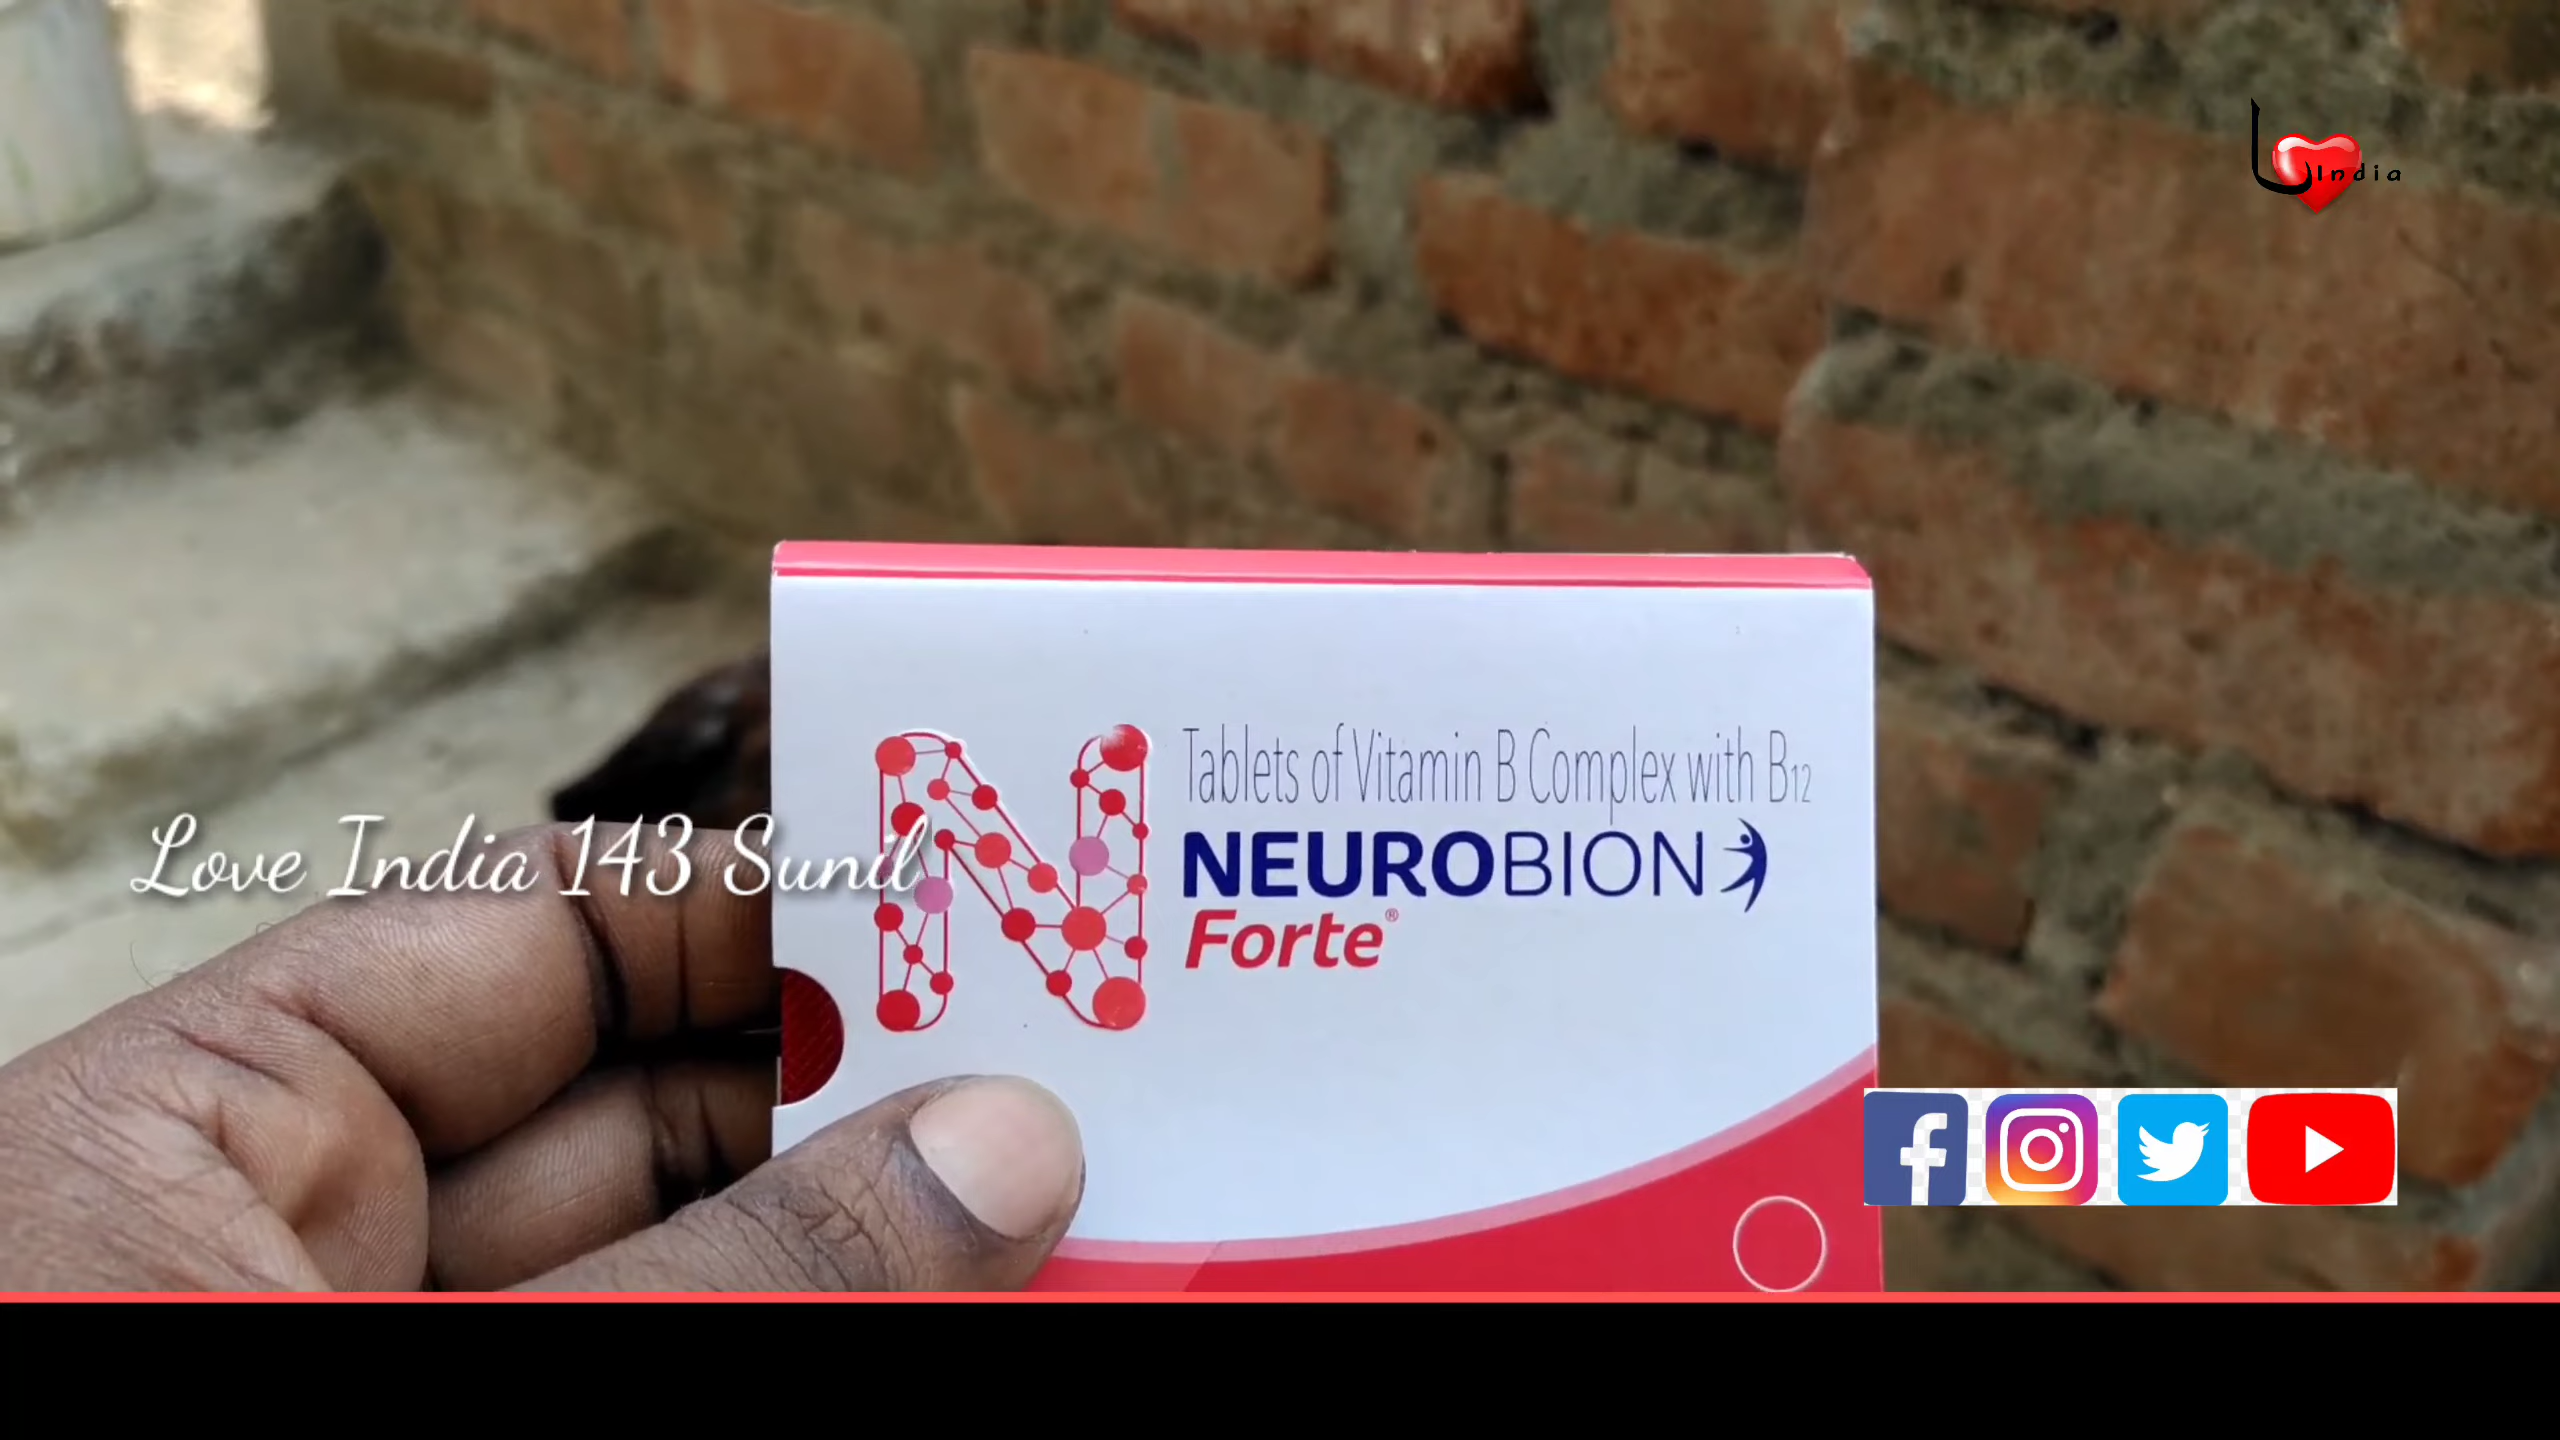 India
Tablets of Vitamin B Complex with B12
NEUROBION
Forte®
Love India 143 Sunil